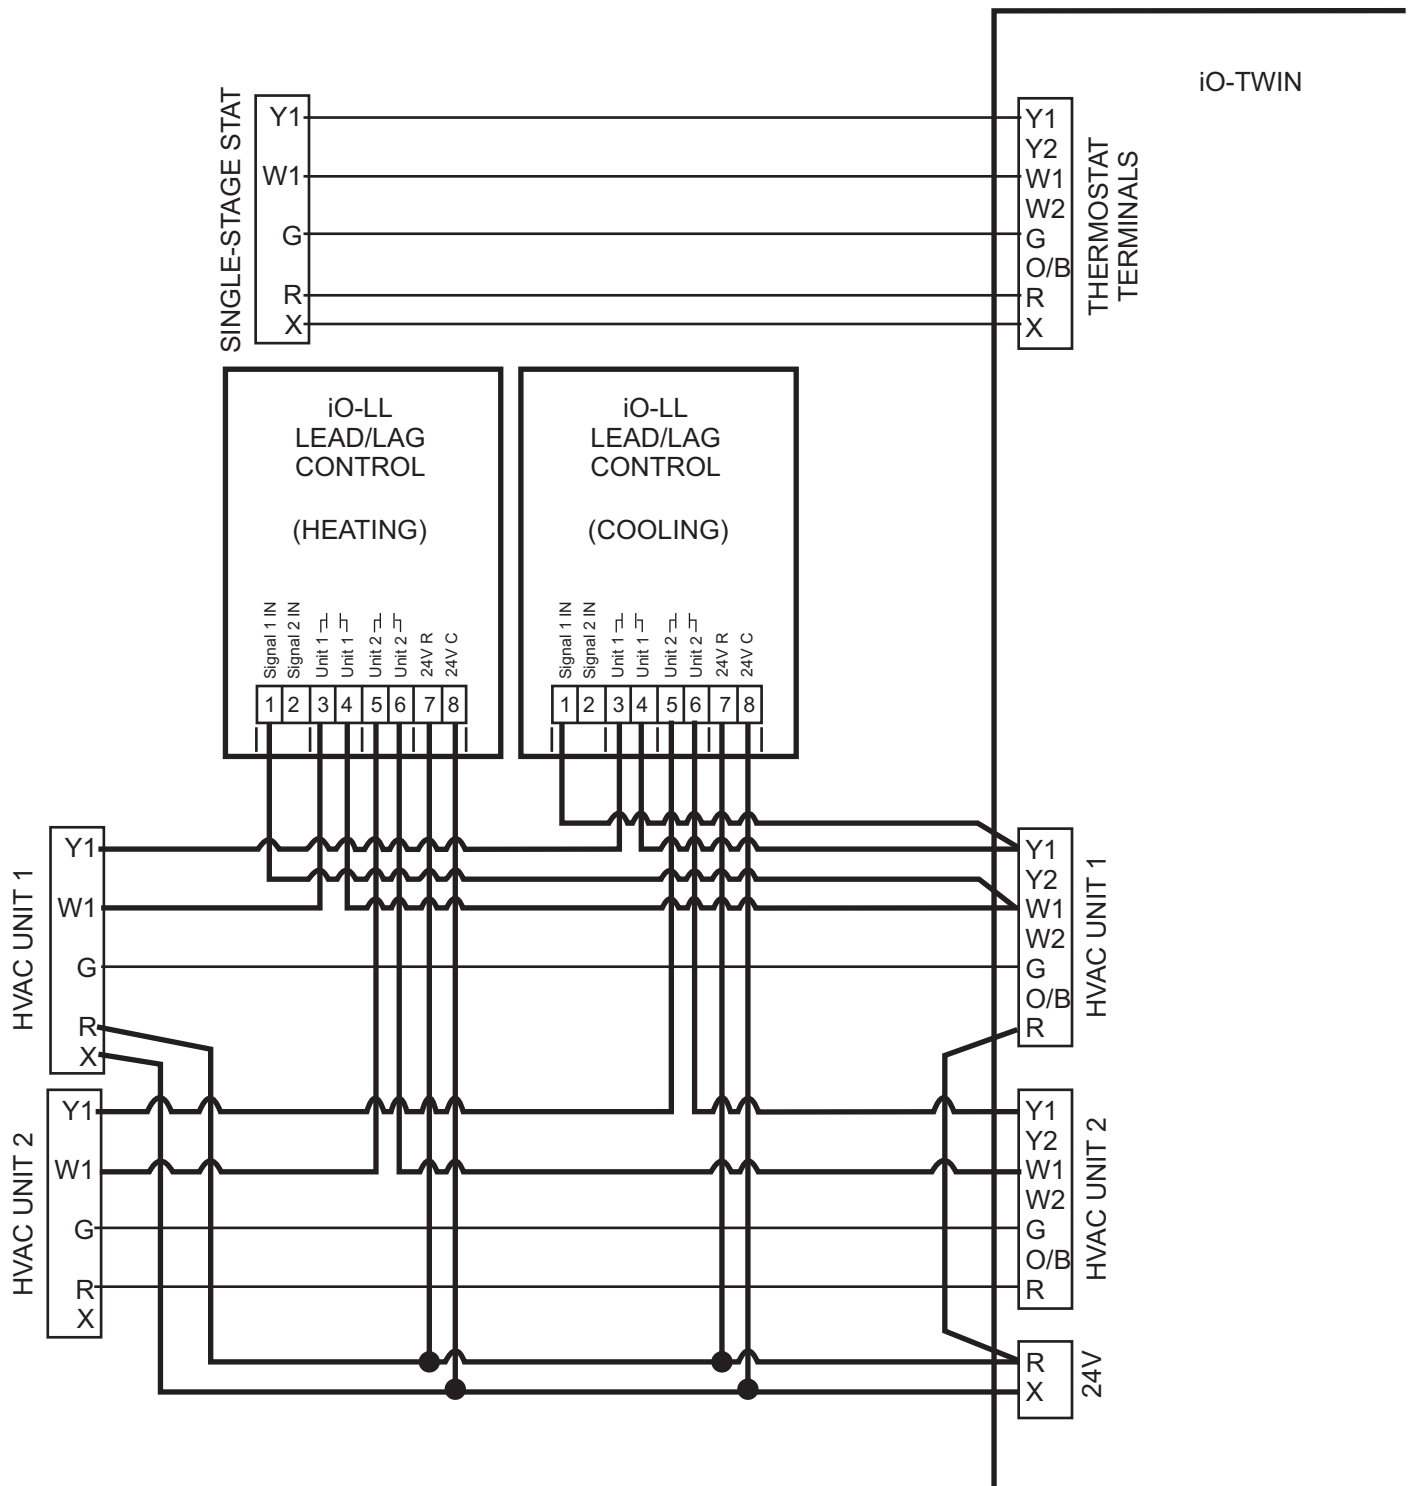 iO-TWIN
SINGLE-STAGE STAT
Y1
W1
G
R
X
Y1
Y2
W1
W2
G
O/B
R
X
THERMOSTAT
TERMINALS
iO-LL
LEAD/LAG
CONTROL
(HEATING)
Signal 1 IN
Signal 2 IN
Unit 1
Unit 1
Unit 2
Unit 2
24V R
24V C
1 2 3 4 5 6 7 8
iO-LL
LEAD/LAG
CONTROL
(COOLING)
Signal 1 IN
Signal 2 IN
Unit 1
Unit 1
Unit 2
Unit 2
24V R
24V C
1 2 3 4 5 6 7 8
HVAC UNIT 1
Y1
W1
G
R
X
Y1
Y2
W1
W2
G
O/B
R
HVAC UNIT 1
HVAC UNIT 2
Y1
W1
G
R
X
Y1
Y2
W1
W2
G
O/B
R
HVAC UNIT 2
R
X
24V